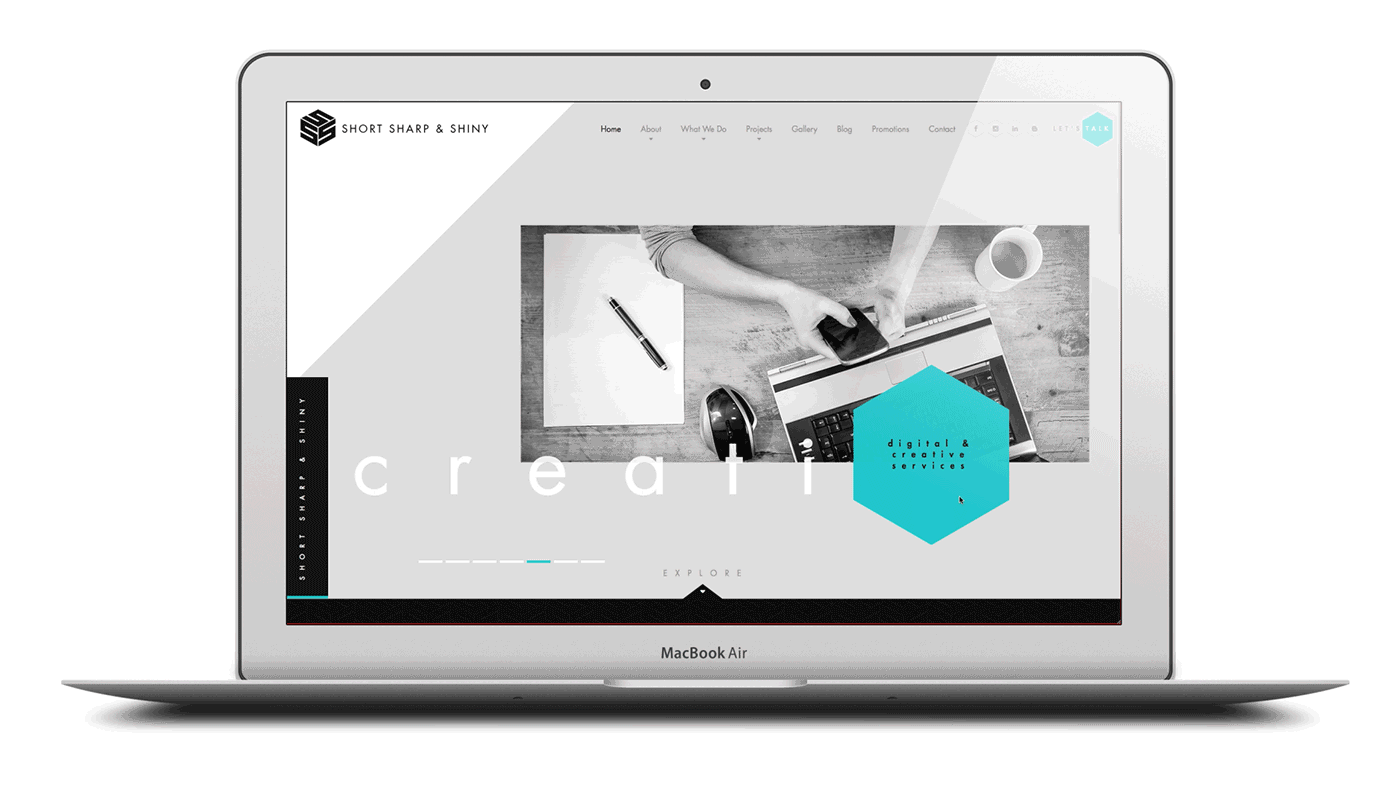 SHORT SHARP & SHINY
Home About What We Do Projects Gallery Blog Promotions Contact
LET'S TALK
digital &
creative
services
creati
SHORT SHARP & SHINY
EXPLORE
MacBook Air